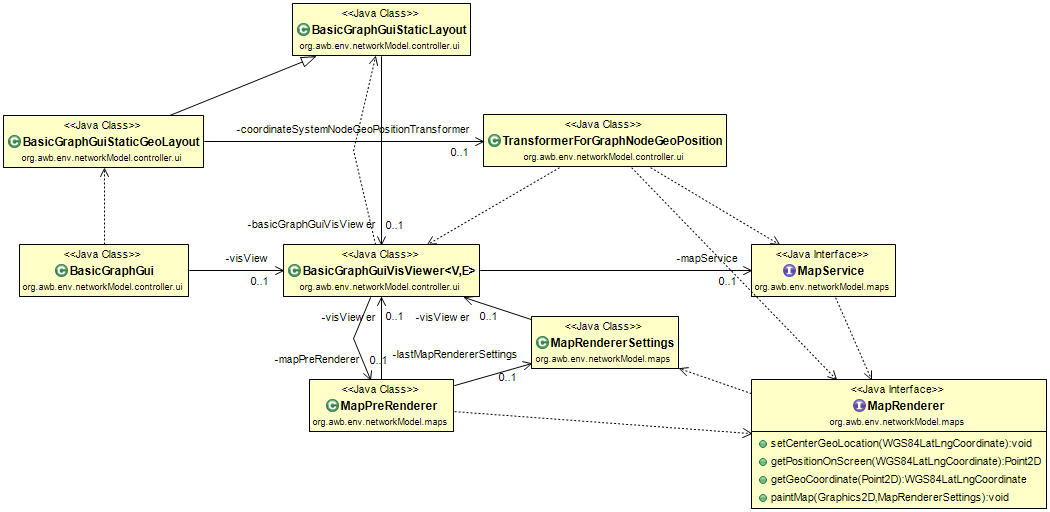 <<Java Class>>
BasicGraphGuiStaticLayout
org.awb.env.networkModel.controller.ui
<<Java Class>>
BasicGraphGuiStaticGeoLayout
org.awb.env.networkModel.controller.ui
-coordinateSystemNodeGeoPositionTransformer
0..1
<<Java Class>>
TransformerForGraphNodeGeoPosition
org.awb.env.networkModel.controller.ui
-basicGraphGuiVisViewer
0..1
<<Java Class>>
BasicGraphGui
org.awb.env.networkModel.controller.ui
-visView
0..1
<<Java Class>>
BasicGraphGuiVisViewer<V,E>
org.awb.env.networkModel.controller.ui
-mapService
0..1
<<Java Interface>>
MapService
org.awb.env.networkModel.maps
-visViewer
0..1
-visViewer
0..1
-mapPreRenderer
0..1
-lastMapRendererSettings
0..1
<<Java Class>>
MapRendererSettings
org.awb.env.networkModel.maps
<<Java Class>>
MapPreRenderer
org.awb.env.networkModel.maps
<<Java Interface>>
MapRenderer
org.awb.env.networkModel.maps
setCenterGeoLocation(WGS84LatLngCoordinate):void
getPositionOnScreen(WGS84LatLngCoordinate):Point2D
getGeoCoordinate(Point2D):WGS84LatLngCoordinate
paintMap(Graphics2D,MapRendererSettings):void